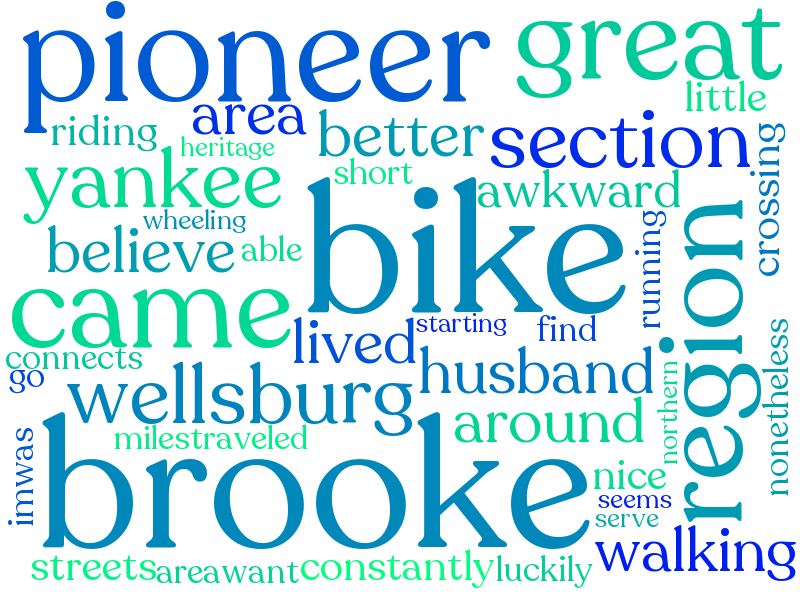 pioneer
great
little
riding
area
heritage
better
section
crossing
yankee
short
awkward
wheeling
believe
able
bike
running
region
came
starting
find
lived
connects
go
husband
nonetheless
wellsburg
northern
around
milestraveled
imwas
brooke
nice
seems
serve
walking
streets
areawant
constantly
luckily